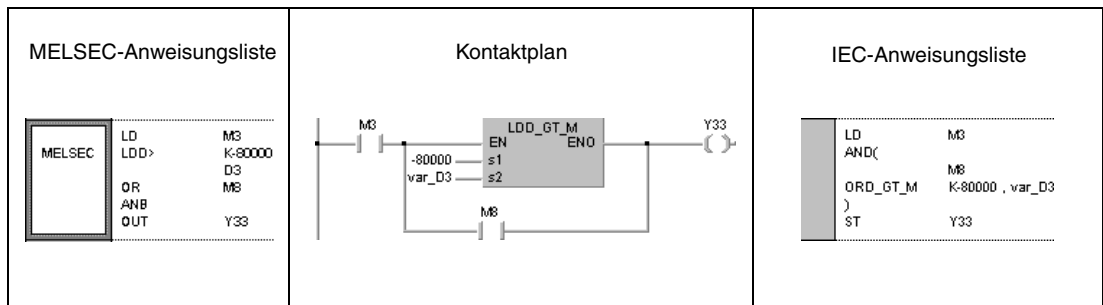 MELSEC-Anweisungsliste
MELSEC
LD M3
LDD> K-80000
D3
OR M8
ANB
OUT Y33
Kontaktplan
M3
LDD_GT_M
Y33
EN ENO
-80000 s1
var_D3 s2
M8
IEC-Anweisungsliste
LD M3
AND(
M8
ORD_GT_M K-80000 , var_D3
)
ST Y33